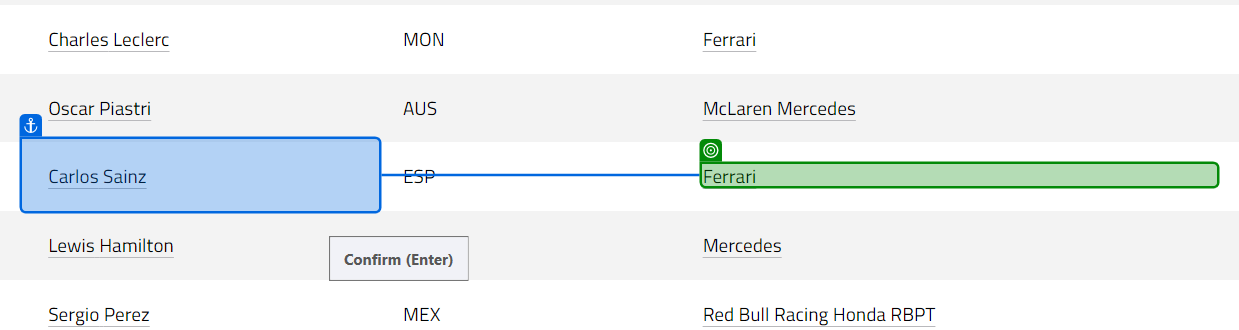 Charles Leclerc MON Ferrari
Oscar Piastri AUS McLaren Mercedes
Carlos Sainz ESP Ferrari
Lewis Hamilton Mercedes
Confirm (Enter)
Sergio Perez MEX Red Bull Racing Honda RBPT